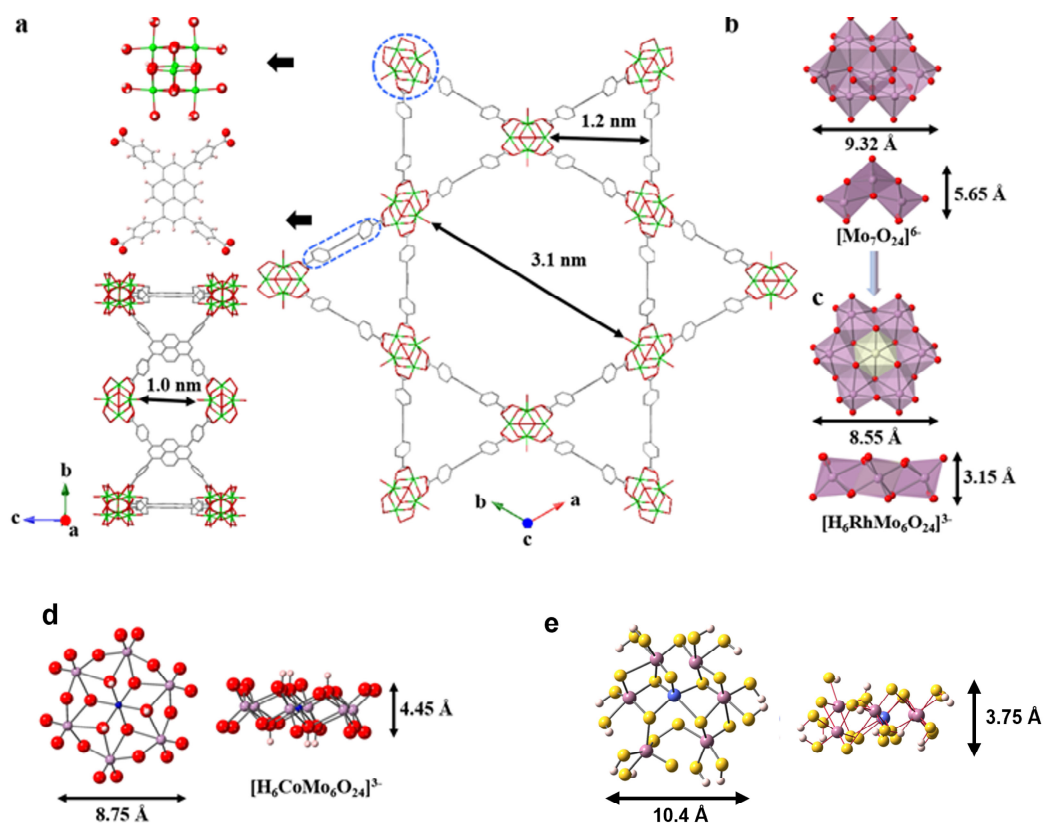 a
1.2 nm
3.1 nm
1.0 nm
b
c
a
b
a
c
b
9.32 Å
5.65 Å
[Mo₇O₂₄]⁶⁻
c
8.55 Å
3.15 Å
[H₆RhMo₆O₂₄]³⁻
d
4.45 Å
[H₆CoMo₆O₂₄]³⁻
8.75 Å
e
3.75 Å
10.4 Å